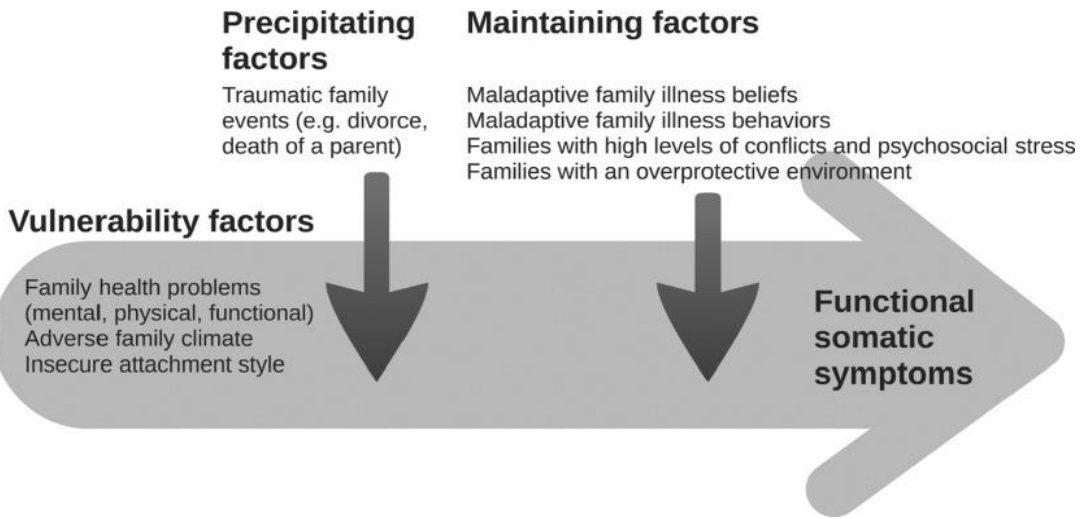 Precipitating
factors
Traumatic family
events (e.g. divorce,
death of a parent)
Maintaining factors
Maladaptive family illness beliefs
Maladaptive family illness behaviors
Families with high levels of conflicts and psychosocial stress
Families with an overprotective environment
Vulnerability factors
Family health problems
(mental, physical, functional)
Adverse family climate
Insecure attachment style
Functional
somatic
symptoms